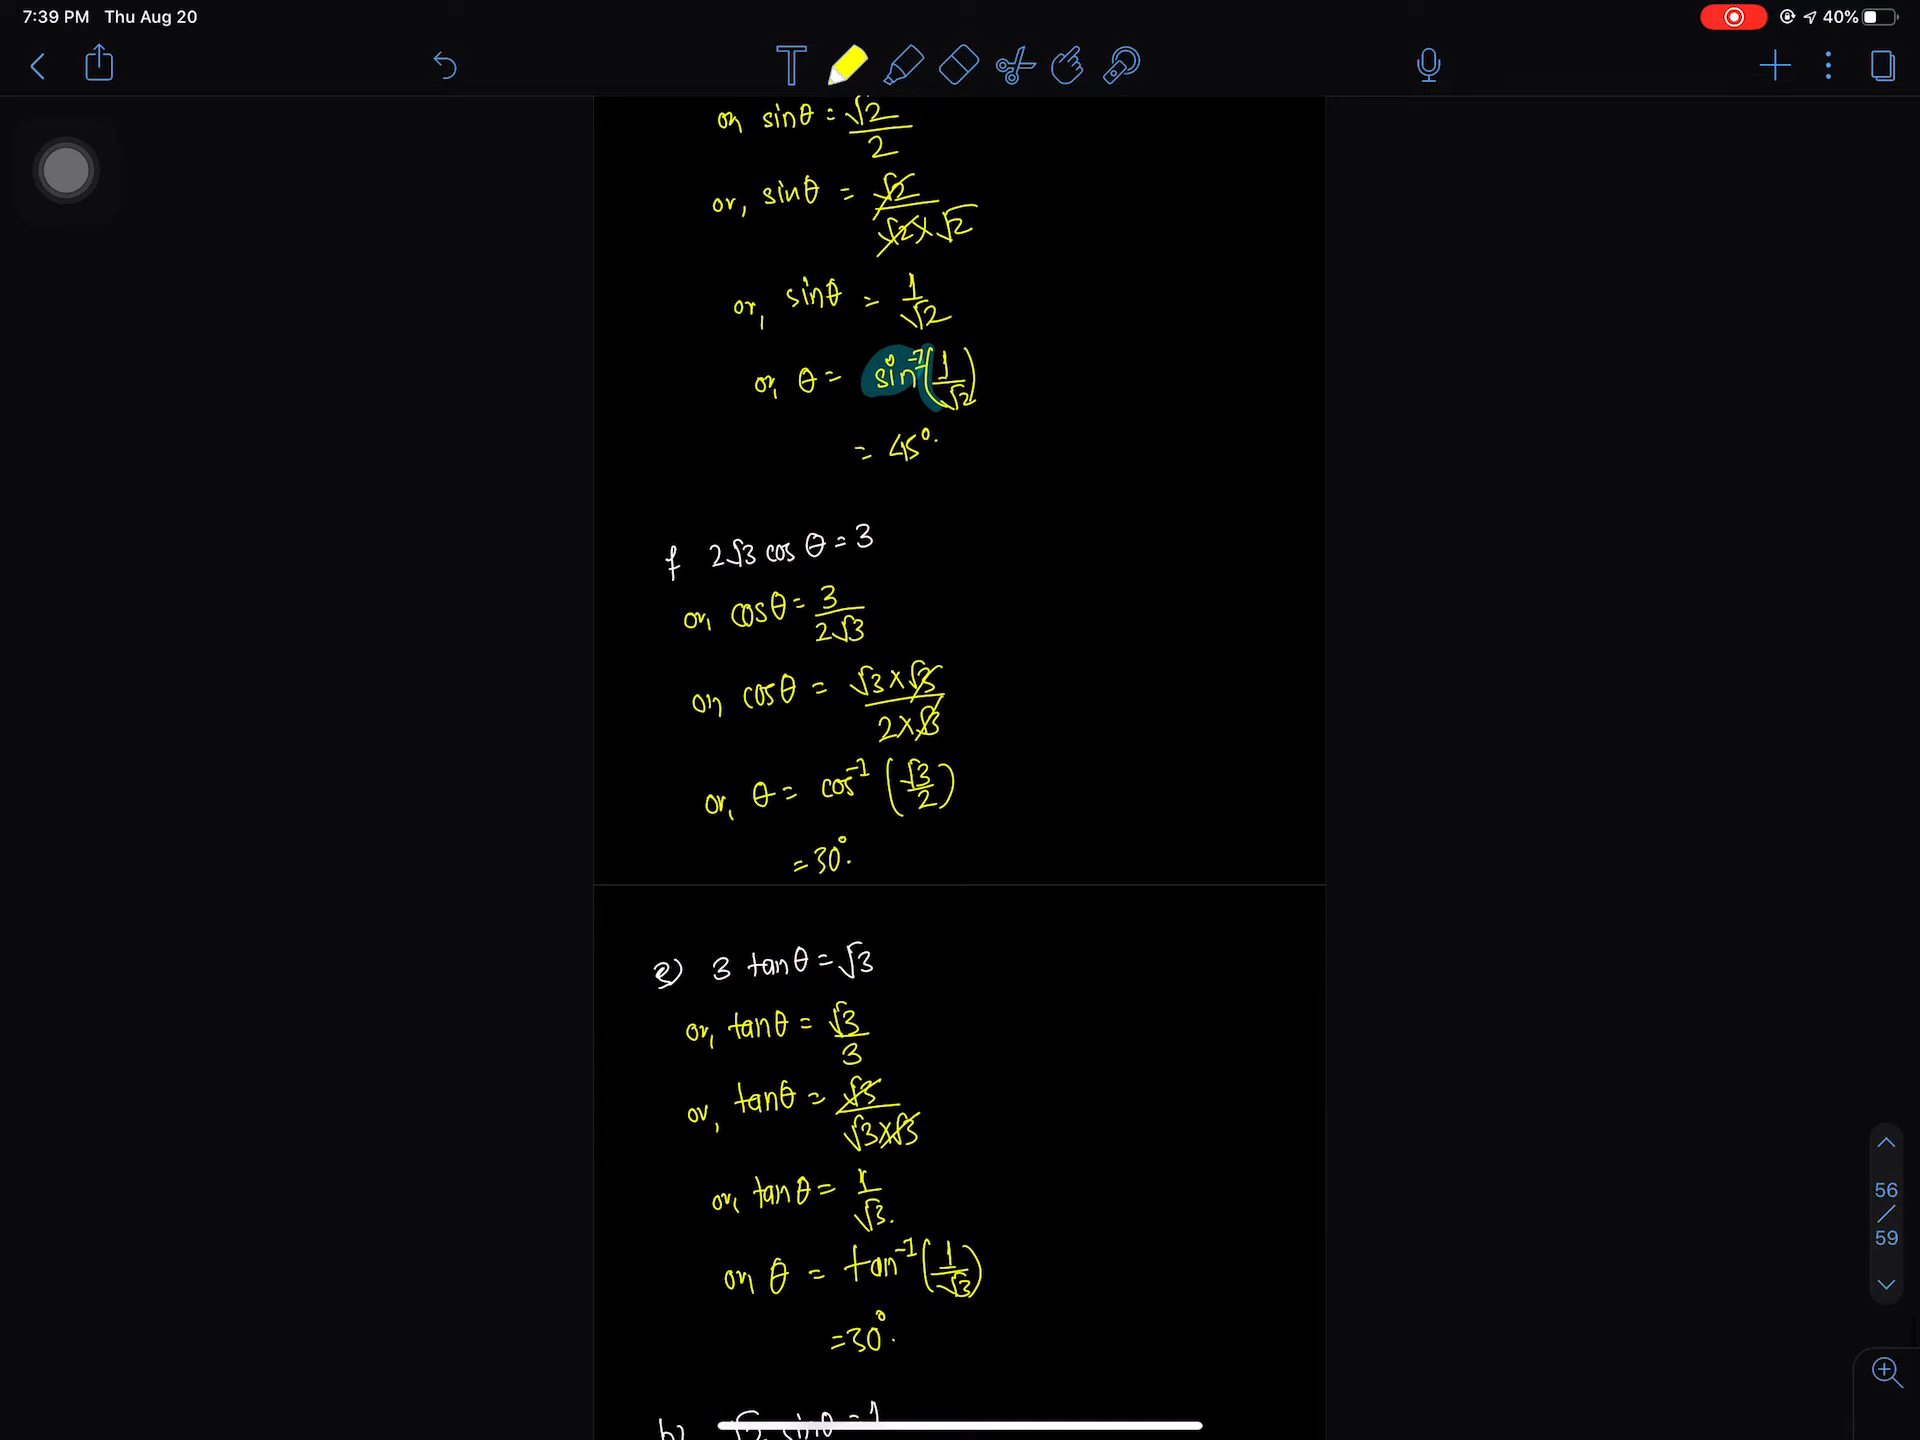 7:39 PM Thu Aug 20
40%
or, sinθ = √2/2
or, sinθ = √2/(√2×√2)
or, sinθ = 1/√2
or, θ = sin⁻¹(1/√2)
= 45°.
f 2√3 cos θ = 3
or, cosθ = 3/(2√3)
or, cosθ = (√3×√3)/(2×√3)
or, θ = cos⁻¹(√3/2)
= 30°.
g) 3 tanθ = √3
or, tanθ = √3/3
or, tanθ = √3/(√3×√3)
or, tanθ = 1/√3.
or, θ = tan⁻¹(1/√3)
= 30°.
sinθ = 1
56
/
59